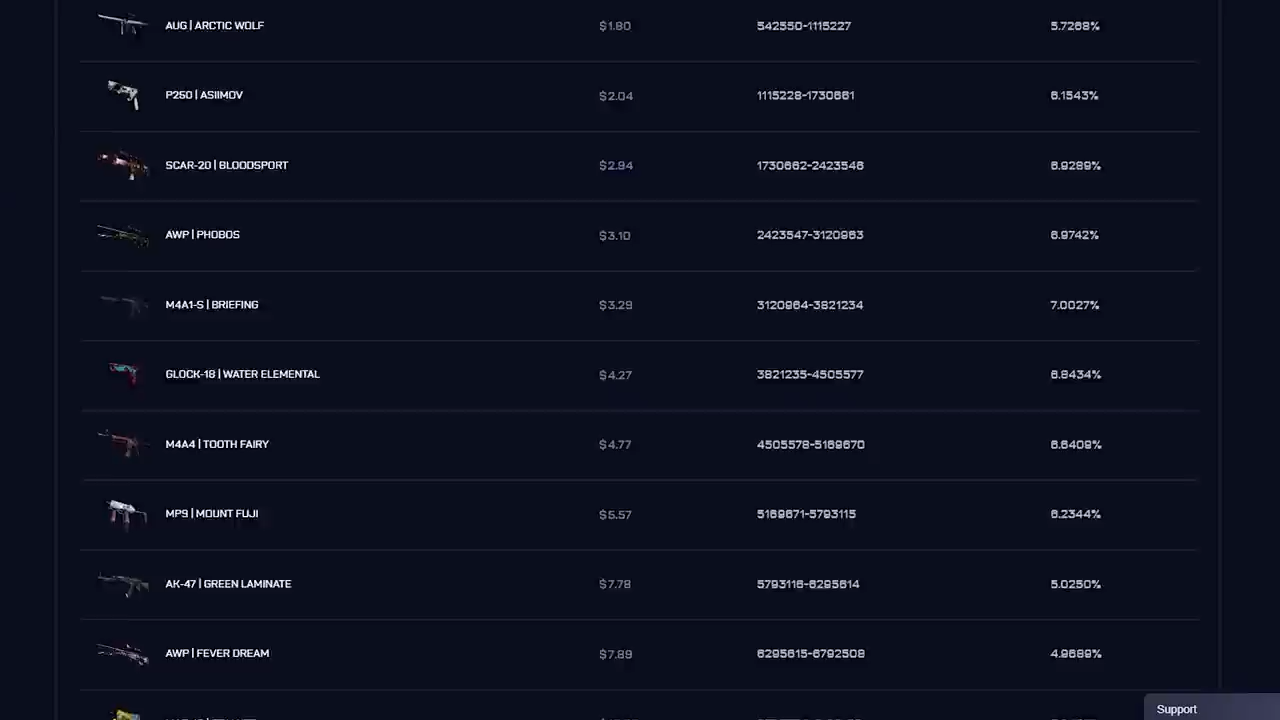 AUG | ARCTIC WOLF $1.80 542550-1115227 5.7268%
P250 | ASIIMOV $2.04 1115228-1730661 6.1543%
SCAR-20 | BLOODSPORT $2.94 1730662-2423546 6.9289%
AWP | PHOBOS $3.10 2423547-3120963 6.9742%
M4A1-S | BRIEFING $3.29 3120964-3821234 7.0027%
GLOCK-18 | WATER ELEMENTAL $4.27 3821235-4505577 6.8434%
M4A4 | TOOTH FAIRY $4.77 4505578-5169670 6.6409%
MP9 | MOUNT FUJI $5.57 5169671-5793115 6.2344%
AK-47 | GREEN LAMINATE $7.78 5793116-6295614 5.0250%
AWP | FEVER DREAM $7.89 6295615-6792508 4.9689%
Support